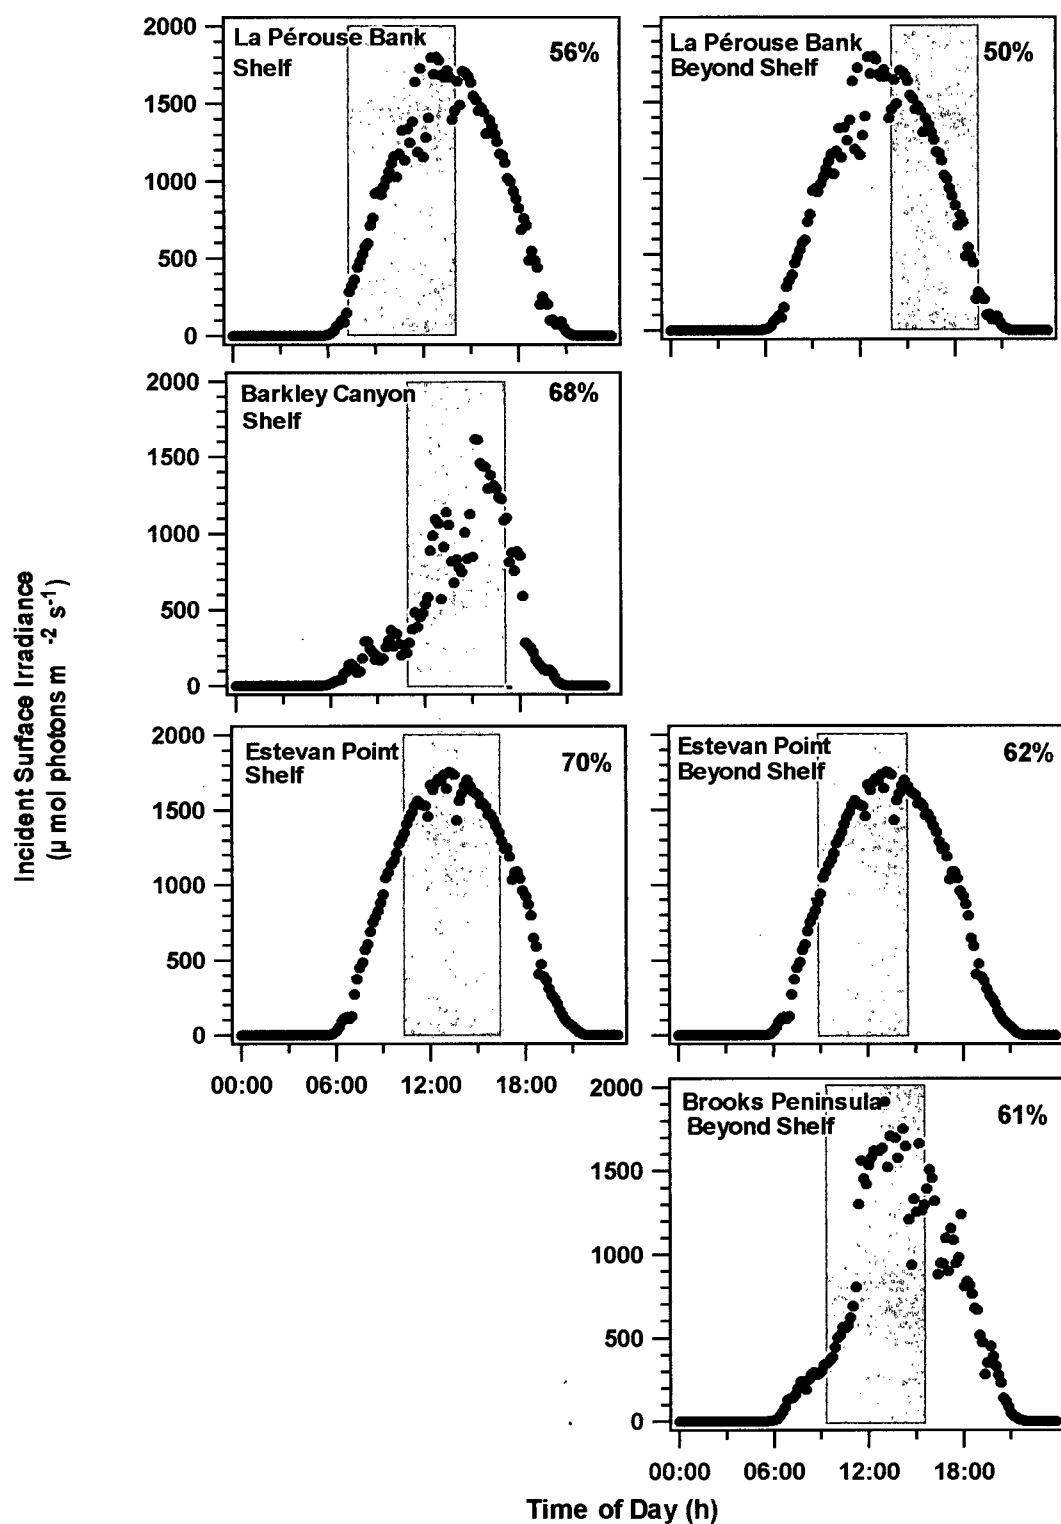 La Pérouse Bank
Shelf
56%
2000
1500
1000
500
0
La Pérouse Bank
Beyond Shelf
50%
Barkley Canyon
Shelf
68%
2000
1500
1000
500
0
Incident Surface Irradiance
(µ mol photons m -2 s-1)
Estevan Point
Shelf
70%
2000
1500
1000
500
0
00:00 06:00 12:00 18:00
Estevan Point
Beyond Shelf
62%
Brooks Peninsula
Beyond Shelf
61%
2000
1500
1000
500
0
00:00 06:00 12:00 18:00
Time of Day (h)